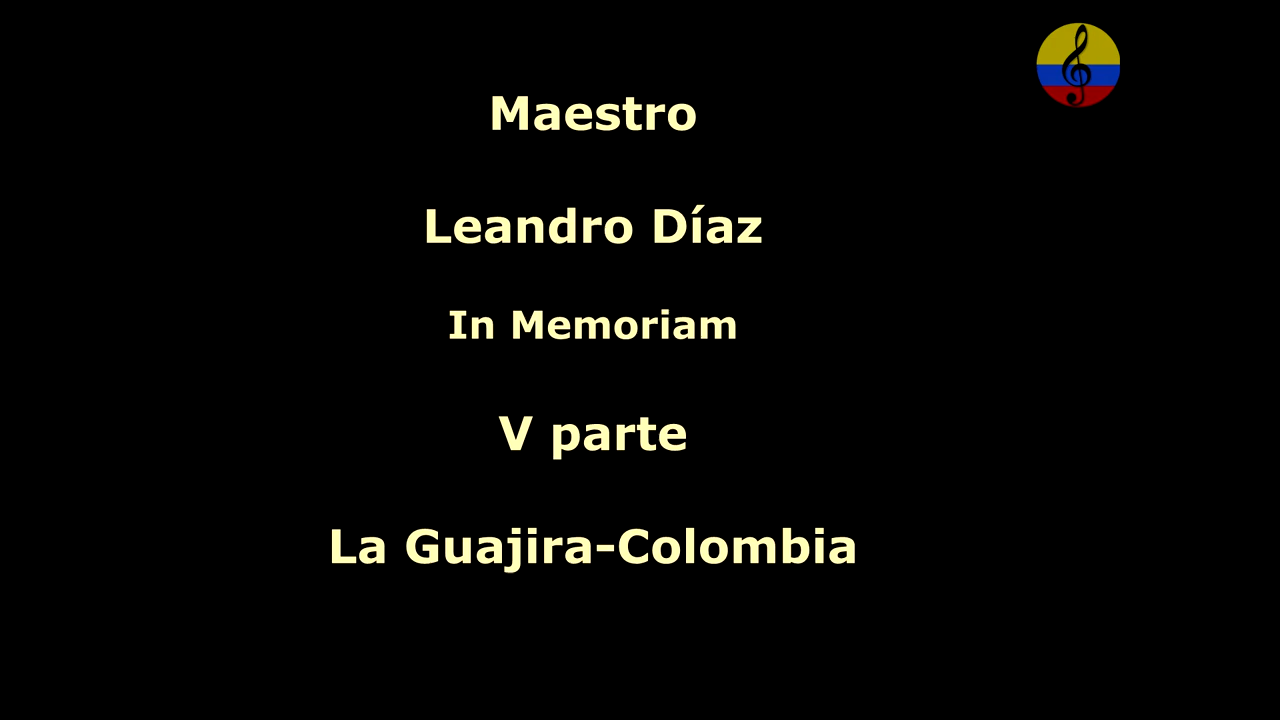 Maestro
Leandro Díaz
In Memoriam
V parte
La Guajira-Colombia